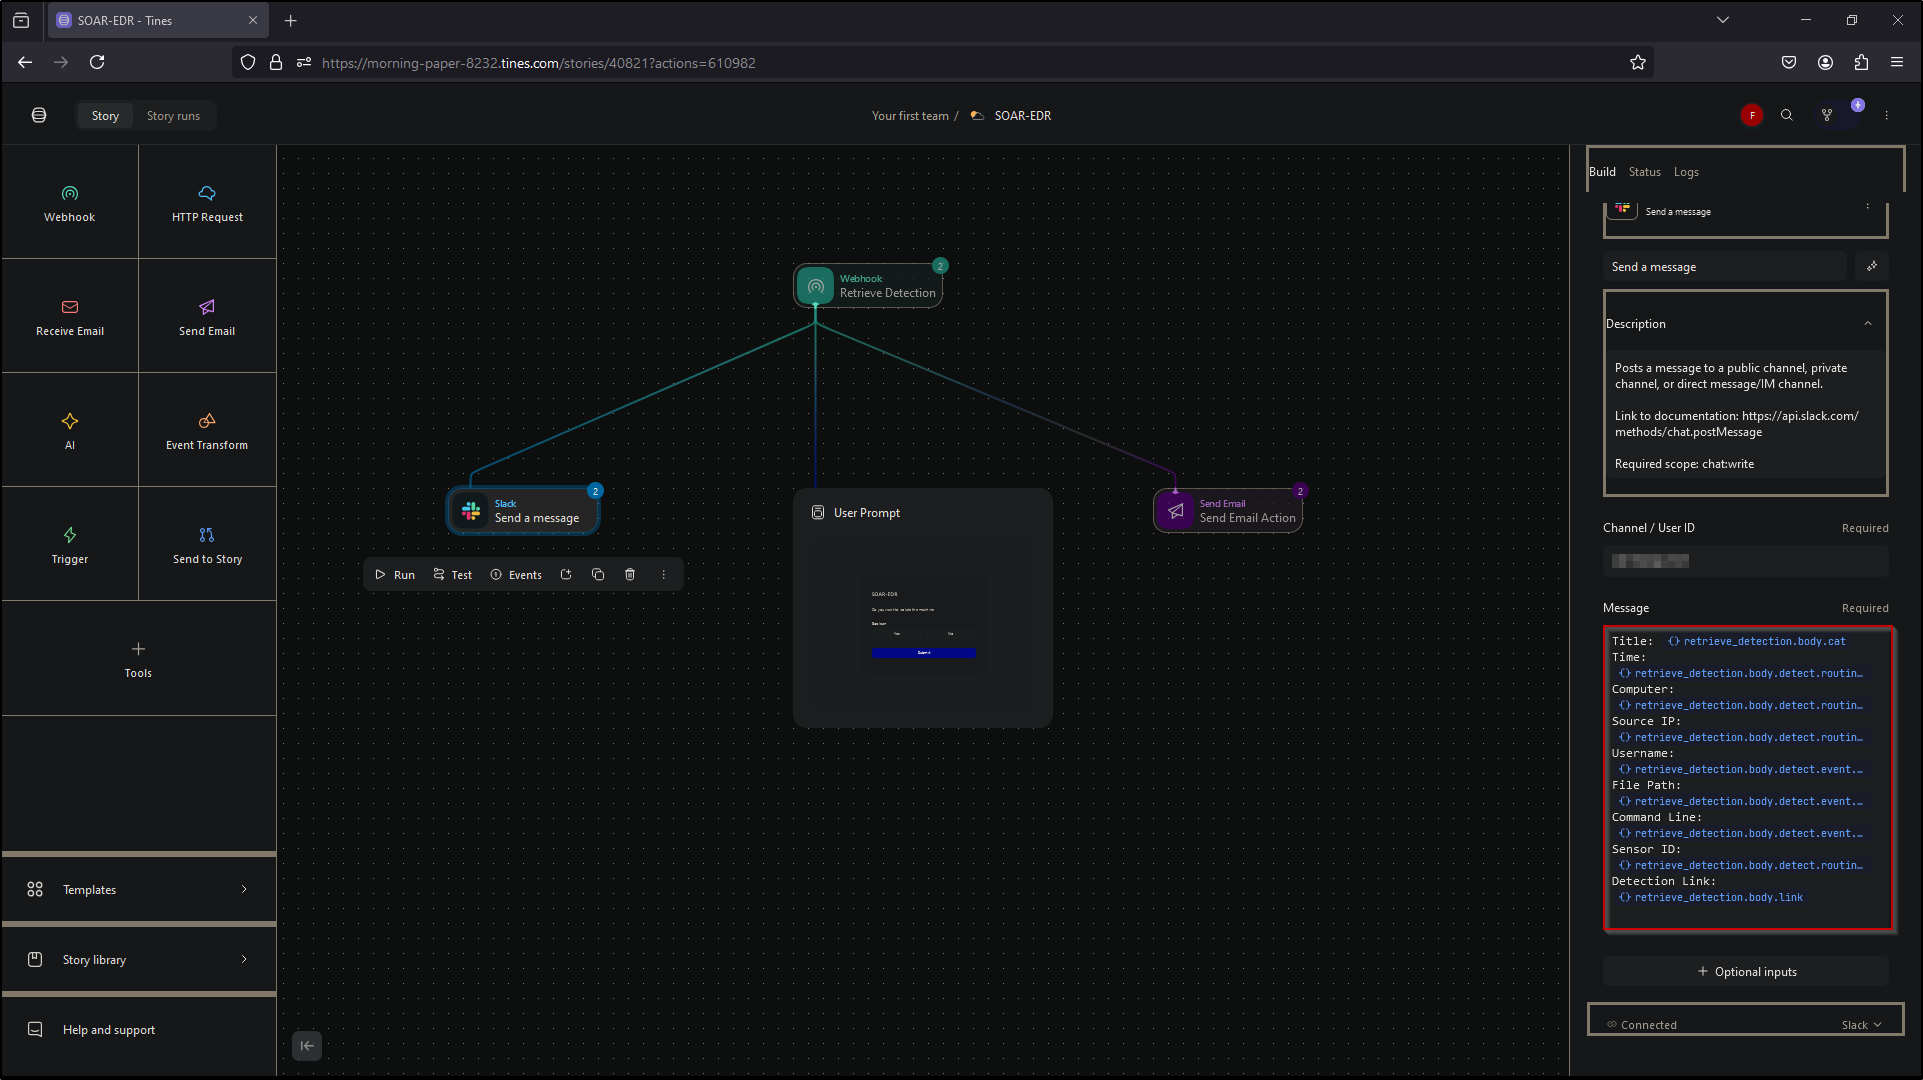 SOAR-EDR - Tines
https://morning-paper-8232.tines.com/stories/40821?actions=610982
Story
Story runs
Your first team /
SOAR-EDR
F
Webhook
HTTP Request
Receive Email
Send Email
AI
Event Transform
Trigger
Send to Story
Tools
Templates
Story library
Help and support
Webhook
Retrieve Detection
2
Slack
Send a message
2
Run
Test
Events
User Prompt
SOAR-EDR
Yes
No
Submit
Send Email
Send Email Action
2
Build
Status
Logs
Send a message
Send a message
Description
Posts a message to a public channel, private
channel, or direct message/IM channel.
Link to documentation: https://api.slack.com/
methods/chat.postMessage
Required scope: chat:write
Channel / User ID
Required
Message
Required
Title: retrieve_detection.body.cat
Time:
retrieve_detection.body.detect.routin…
Computer:
retrieve_detection.body.detect.routin…
Source IP:
retrieve_detection.body.detect.routin…
Username:
retrieve_detection.body.detect.event.…
File Path:
retrieve_detection.body.detect.event.…
Command Line:
retrieve_detection.body.detect.event.…
Sensor ID:
retrieve_detection.body.detect.routin…
Detection Link:
retrieve_detection.body.link
Optional inputs
Connected
Slack